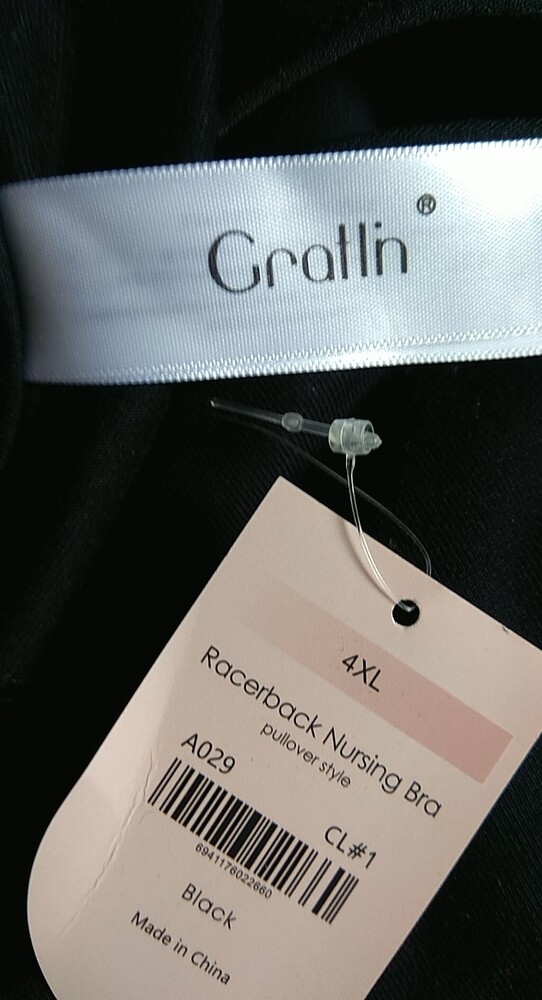 Gratlin®
4XL
Racerback Nursing Bra
pullover style
A029
CL#1
6941176022660
Black
Made in China